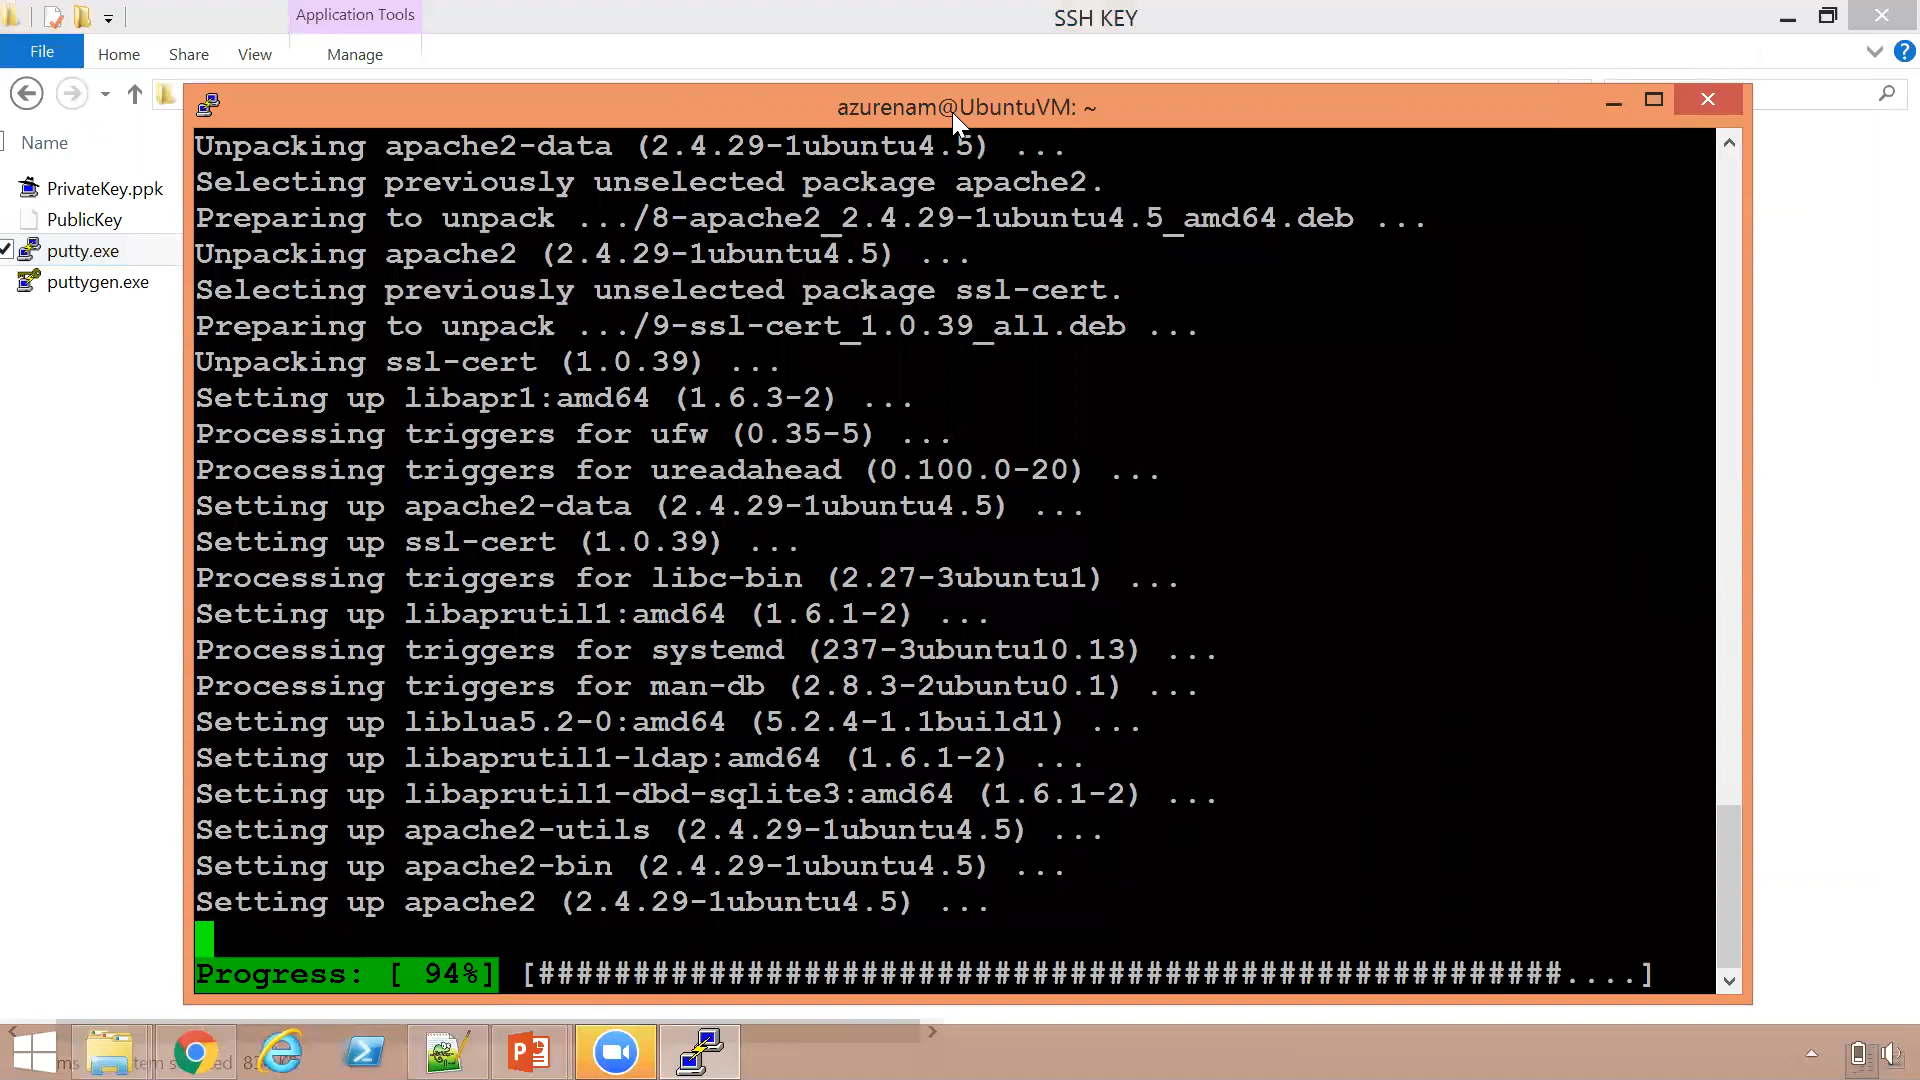 Application Tools
SSH KEY
File
Home
Share
View
Manage
azurenam@UbuntuVM: ~
Name
PrivateKey.ppk
PublicKey
putty.exe
puttygen.exe
Unpacking apache2-data (2.4.29-1ubuntu4.5) ...
Selecting previously unselected package apache2.
Preparing to unpack .../8-apache2_2.4.29-1ubuntu4.5_amd64.deb ...
Unpacking apache2 (2.4.29-1ubuntu4.5) ...
Selecting previously unselected package ssl-cert.
Preparing to unpack .../9-ssl-cert_1.0.39_all.deb ...
Unpacking ssl-cert (1.0.39) ...
Setting up libapr1:amd64 (1.6.3-2) ...
Processing triggers for ufw (0.35-5) ...
Processing triggers for ureadahead (0.100.0-20) ...
Setting up apache2-data (2.4.29-1ubuntu4.5) ...
Setting up ssl-cert (1.0.39) ...
Processing triggers for libc-bin (2.27-3ubuntu1) ...
Setting up libaprutil1:amd64 (1.6.1-2) ...
Processing triggers for systemd (237-3ubuntu10.13) ...
Processing triggers for man-db (2.8.3-2ubuntu0.1) ...
Setting up liblua5.2-0:amd64 (5.2.4-1.1build1) ...
Setting up libaprutil1-ldap:amd64 (1.6.1-2) ...
Setting up libaprutil1-dbd-sqlite3:amd64 (1.6.1-2) ...
Setting up apache2-utils (2.4.29-1ubuntu4.5) ...
Setting up apache2-bin (2.4.29-1ubuntu4.5) ...
Setting up apache2 (2.4.29-1ubuntu4.5) ...
Progress: [ 94%] [######################################################....]